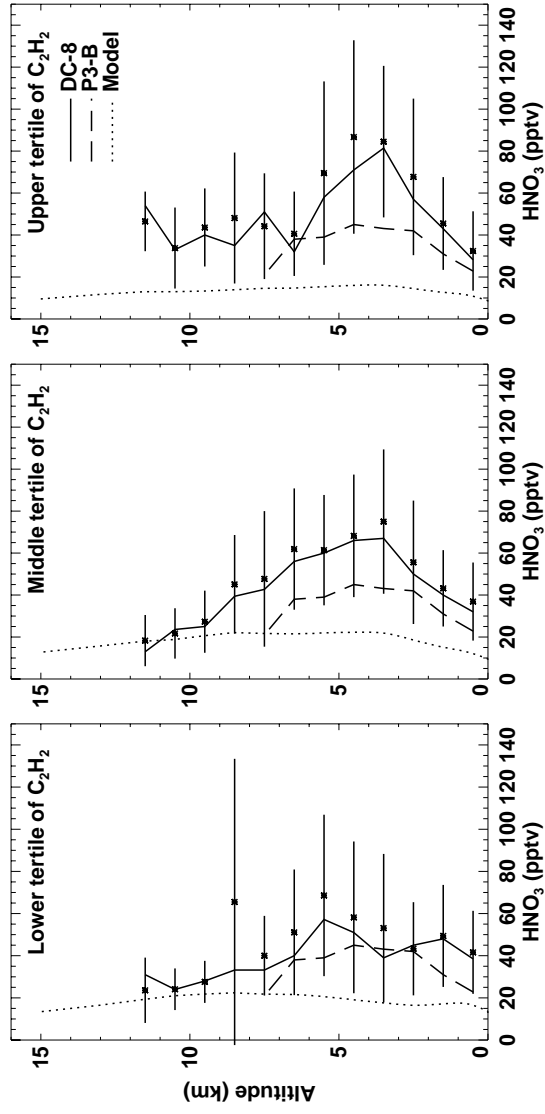 Lower tertile of C₂H₂
15
10
5
0
Altitude (km)
0 20 40 60 80 100 120 140
HNO₃ (pptv)
Middle tertile of C₂H₂
15
10
5
0
0 20 40 60 80 100 120 140
HNO₃ (pptv)
Upper tertile of C₂H₂
DC-8
P3-B
Model
15
10
5
0
0 20 40 60 80 100 120 140
HNO₃ (pptv)